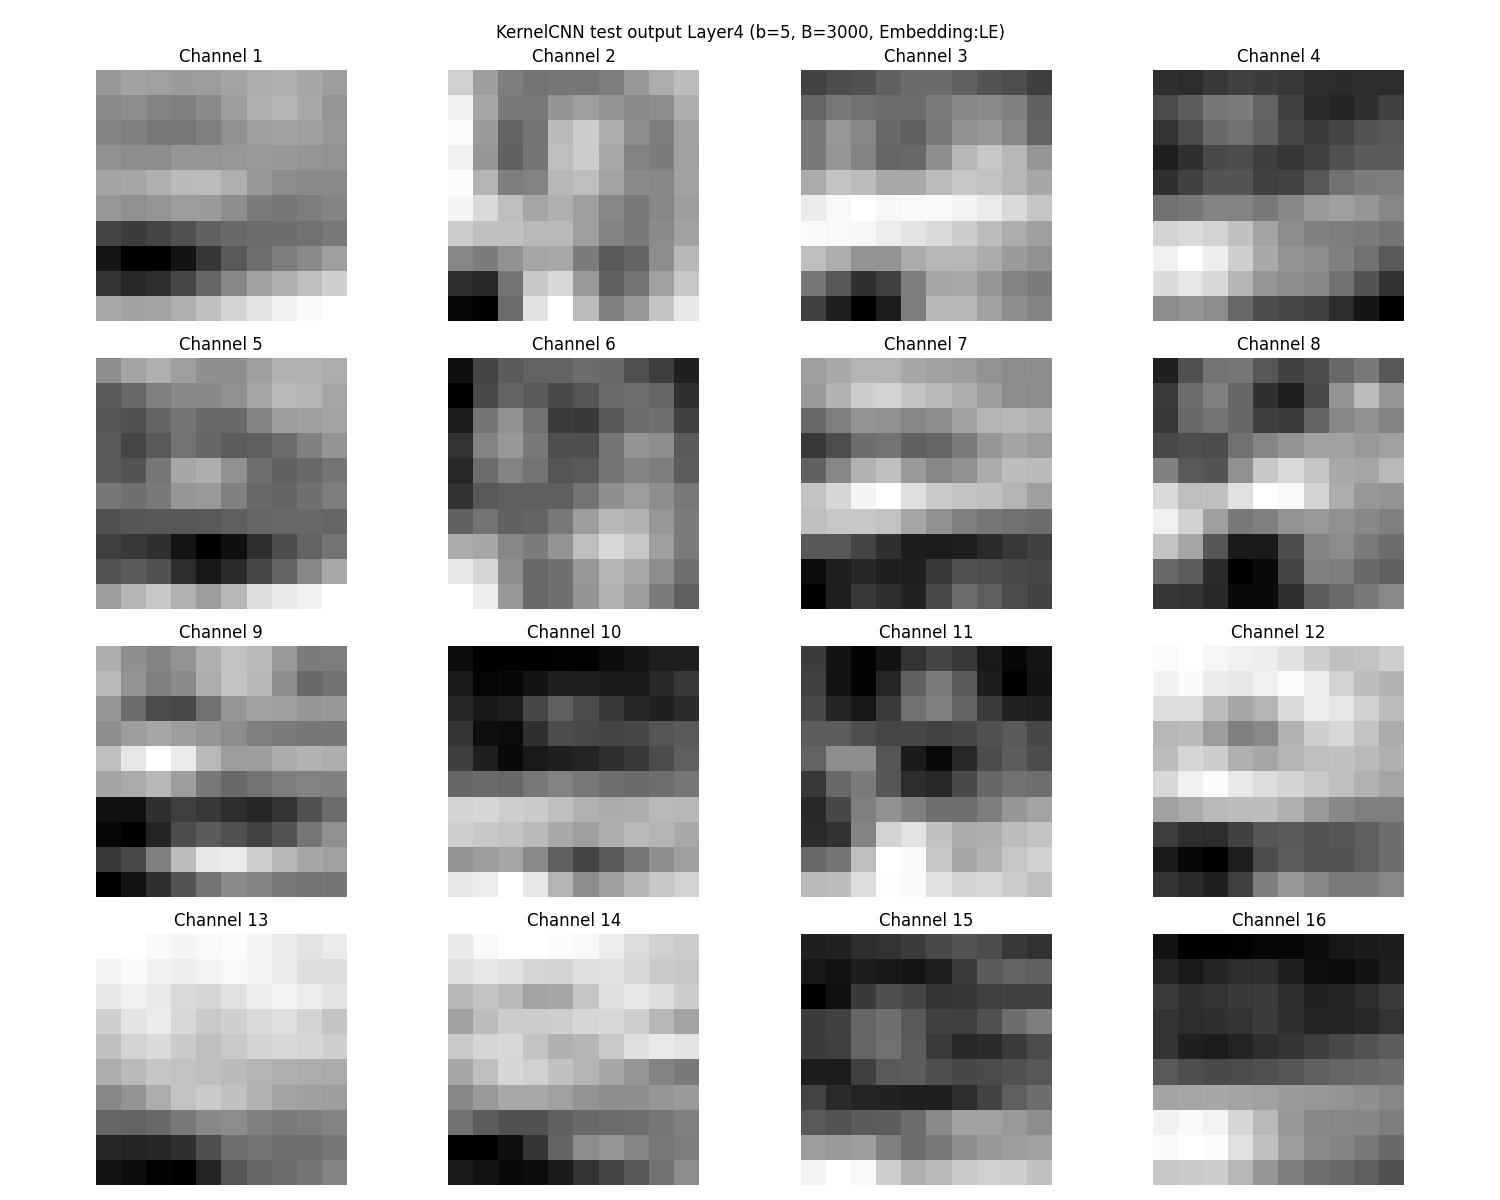 KernelCNN test output Layer4 (b=5, B=3000, Embedding:LE)
Channel 1
Channel 2
Channel 3
Channel 4
Channel 5
Channel 6
Channel 7
Channel 8
Channel 9
Channel 10
Channel 11
Channel 12
Channel 13
Channel 14
Channel 15
Channel 16